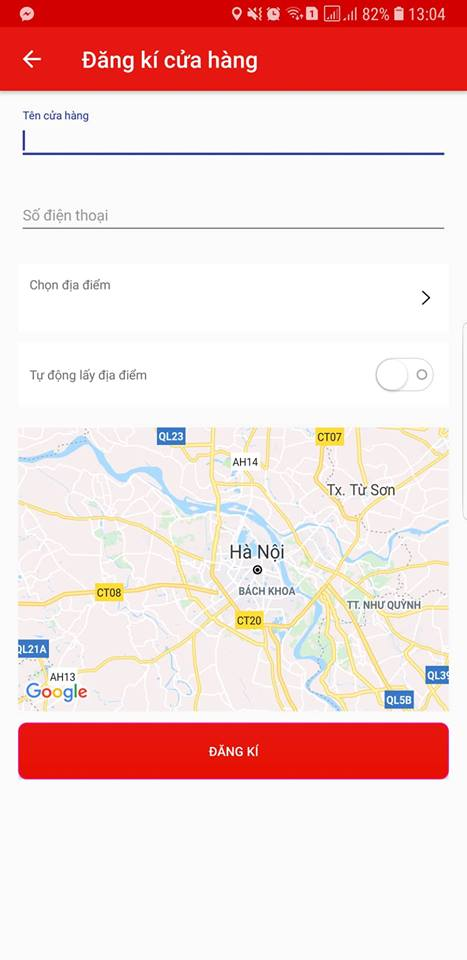 1 82% 13:04
Đăng kí cửa hàng
Tên cửa hàng
Số điện thoại
Chọn địa điểm
Tự động lấy địa điểm
QL23
CT07
AH14
Tx. Từ Sơn
Hà Nội
CT08
BÁCH KHOA
TT. NHƯ QUỲNH
CT20
QL21A
AH13
QL39
Google
QL5B
ĐĂNG KÍ